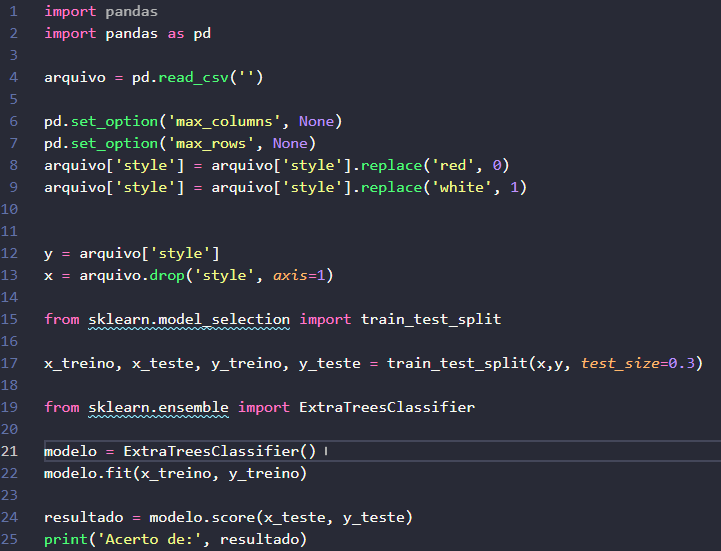 1 import pandas
2 import pandas as pd
3
4 arquivo = pd.read_csv('')
5
6 pd.set_option('max_columns', None)
7 pd.set_option('max_rows', None)
8 arquivo['style'] = arquivo['style'].replace('red', 0)
9 arquivo['style'] = arquivo['style'].replace('white', 1)
10
11
12 y = arquivo['style']
13 x = arquivo.drop('style', axis=1)
14
15 from sklearn.model_selection import train_test_split
16
17 x_treino, x_teste, y_treino, y_teste = train_test_split(x,y, test_size=0.3)
18
19 from sklearn.ensemble import ExtraTreesClassifier
20
21 modelo = ExtraTreesClassifier()
22 modelo.fit(x_treino, y_treino)
23
24 resultado = modelo.score(x_teste, y_teste)
25 print('Acerto de:', resultado)